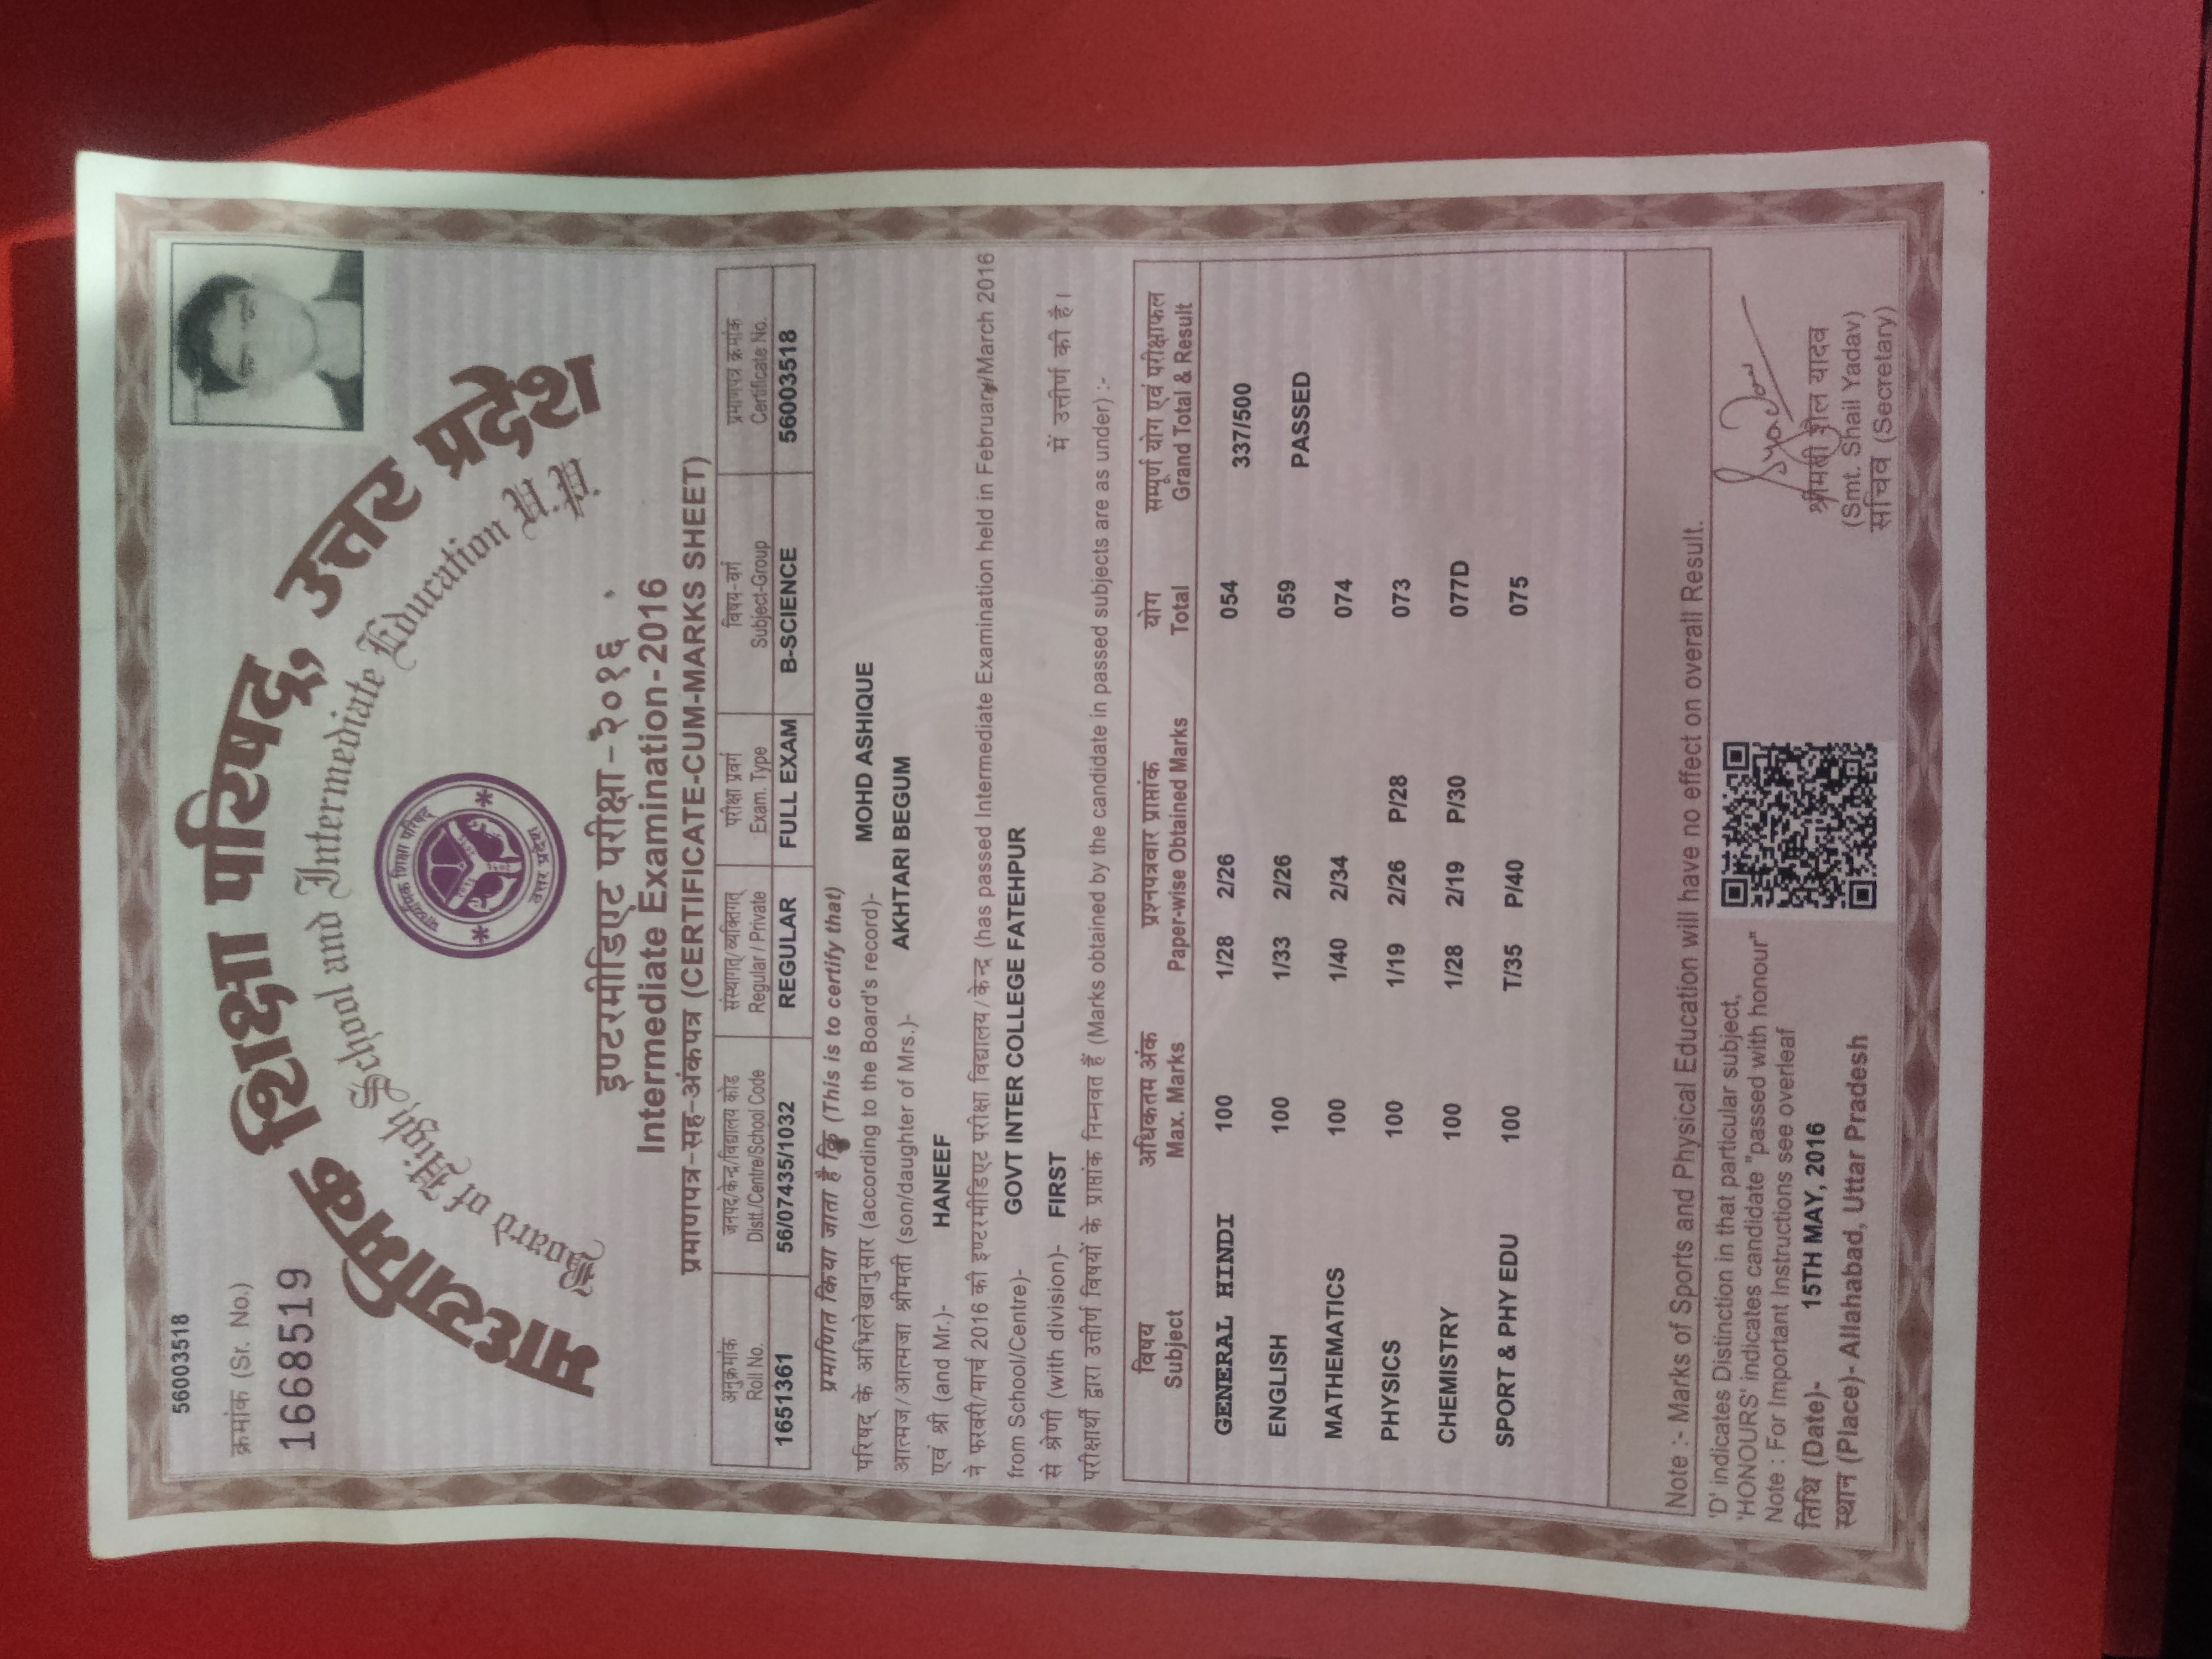 56003518
क्रमांक (Sr. No.)
1668519
माध्यमिक शिक्षा परिषद्, उत्तर प्रदेश
Board of High School and Intermediate Education U.P.
माध्यमिक शिक्षा परिषद्
उत्तर प्रदेश
इण्टरमीडिएट परीक्षा-२०१६
Intermediate Examination-2016
प्रमाणपत्र-सह-अंकपत्र (CERTIFICATE-CUM-MARKS SHEET)
अनुक्रमांक जनपद/केन्द्र/विद्यालय कोड संस्थागत्/व्यक्तिगत् परीक्षा प्रवर्ग विषय-वर्ग प्रमाणपत्र क्रमांक
Roll No. Distt./Centre/School Code Regular / Private Exam. Type Subject-Group Certificate No.
1651361 56/07435/1032 REGULAR FULL EXAM B-SCIENCE 56003518
प्रमाणित किया जाता है कि (This is to certify that)
परिषद् के अभिलेखानुसार (according to the Board's record)- MOHD ASHIQUE
आत्मज/आत्मजा श्रीमती (son/daughter of Mrs.)- AKHTARI BEGUM
एवं श्री (and Mr.)- HANEEF
ने फरवरी/मार्च 2016 की इण्टरमीडिएट परीक्षा विद्यालय/केन्द्र (has passed Intermediate Examination held in February/March 2016
from School/Centre)- GOVT INTER COLLEGE FATEHPUR
से श्रेणी (with division)- FIRST में उत्तीर्ण की है।
परीक्षार्थी द्वारा उत्तीर्ण विषयों के प्राप्तांक निम्नवत हैं (Marks obtained by the candidate in passed subjects are as under) :-
विषय अधिकतम अंक प्रश्नपत्रवार प्राप्तांक योग सम्पूर्ण योग एवं परीक्षाफल
Subject Max. Marks Paper-wise Obtained Marks Total Grand Total & Result
GENERAL HINDI 100 1/28 2/26 054 337/500
ENGLISH 100 1/33 2/26 059 PASSED
MATHEMATICS 100 1/40 2/34 074
PHYSICS 100 1/19 2/26 P/28 073
CHEMISTRY 100 1/28 2/19 P/30 077D
SPORT & PHY EDU 100 T/35 P/40 075
Note :- Marks of Sports and Physical Education will have no effect on overall Result.
'D' indicates Distinction in that particular subject,
'HONOURS' indicates candidate "passed with honour"
Note : For Important Instructions see overleaf
तिथि (Date)- 15TH MAY, 2016
स्थान (Place)- Allahabad, Uttar Pradesh
Syadav
श्रीमती शैल यादव
(Smt. Shail Yadav)
सचिव (Secretary)